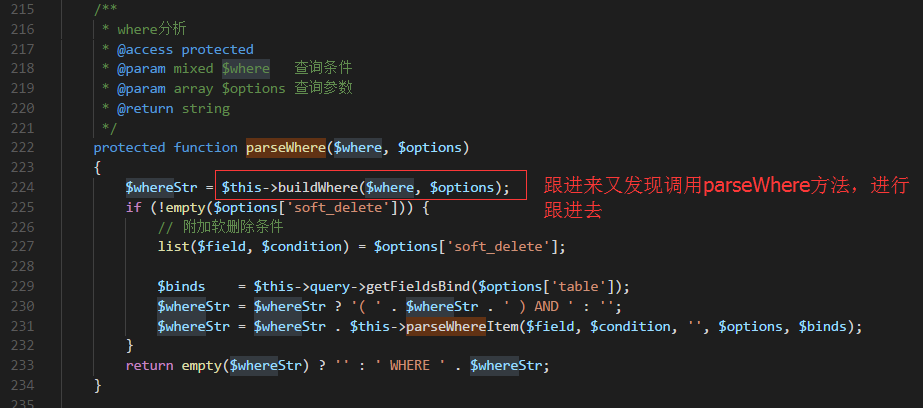 215 /**
216 * where分析
217 * @access protected
218 * @param mixed $where 查询条件
219 * @param array $options 查询参数
220 * @return string
221 */
222 protected function parseWhere($where, $options)
223 {
224 $whereStr = $this->buildWhere($where, $options);
225 if (!empty($options['soft_delete'])) {
226 // 附加软删除条件
227 list($field, $condition) = $options['soft_delete'];
228
229 $binds = $this->query->getFieldsBind($options['table']);
230 $whereStr = $whereStr ? '( ' . $whereStr . ' ) AND ' : '';
231 $whereStr = $whereStr . $this->parseWhereItem($field, $condition, '', $options, $binds);
232 }
233 return empty($whereStr) ? '' : ' WHERE ' . $whereStr;
234 }
235
跟进来又发现调用parseWhere方法，进行
跟进去